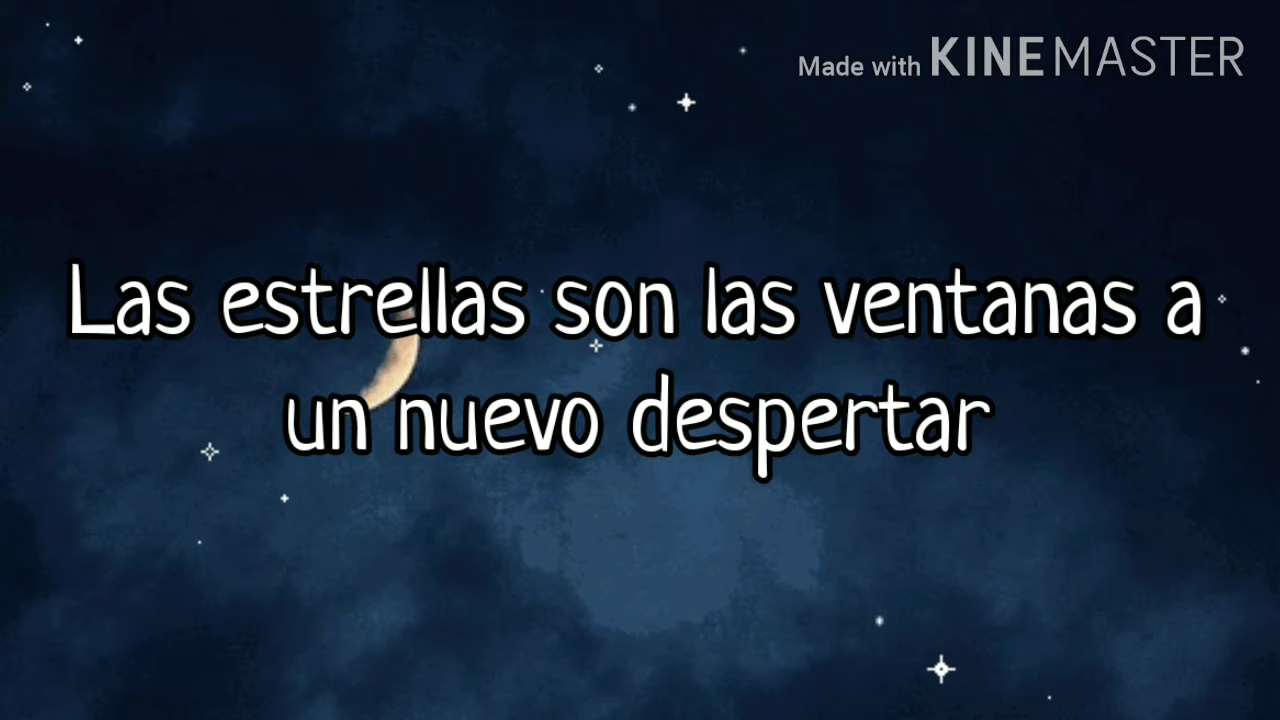 Made with KINEMASTER
Las estrellas son las ventanas a
un nuevo despertar